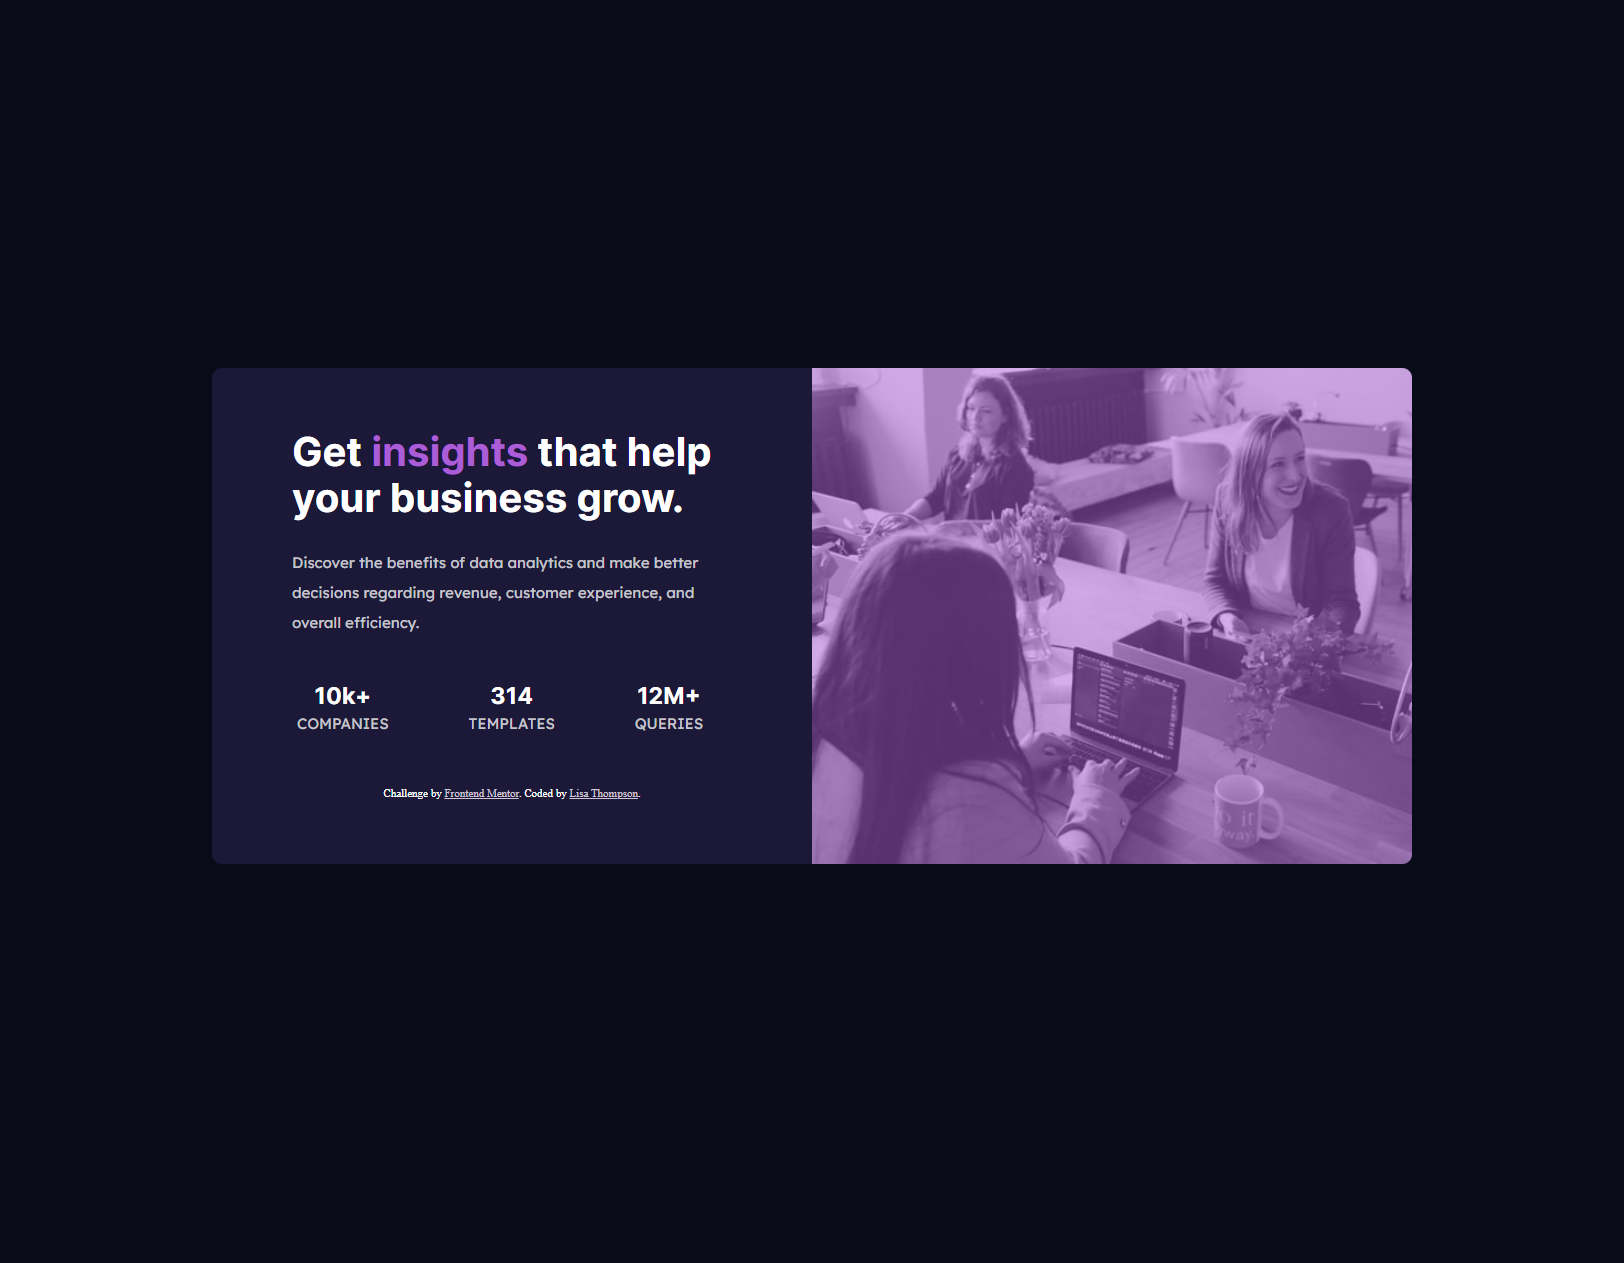 Get insights that help
your business grow.
Discover the benefits of data analytics and make better
decisions regarding revenue, customer experience, and
overall efficiency.
10k+ 314 12M+
COMPANIES TEMPLATES QUERIES
Challenge by Frontend Mentor. Coded by Lisa Thompson.